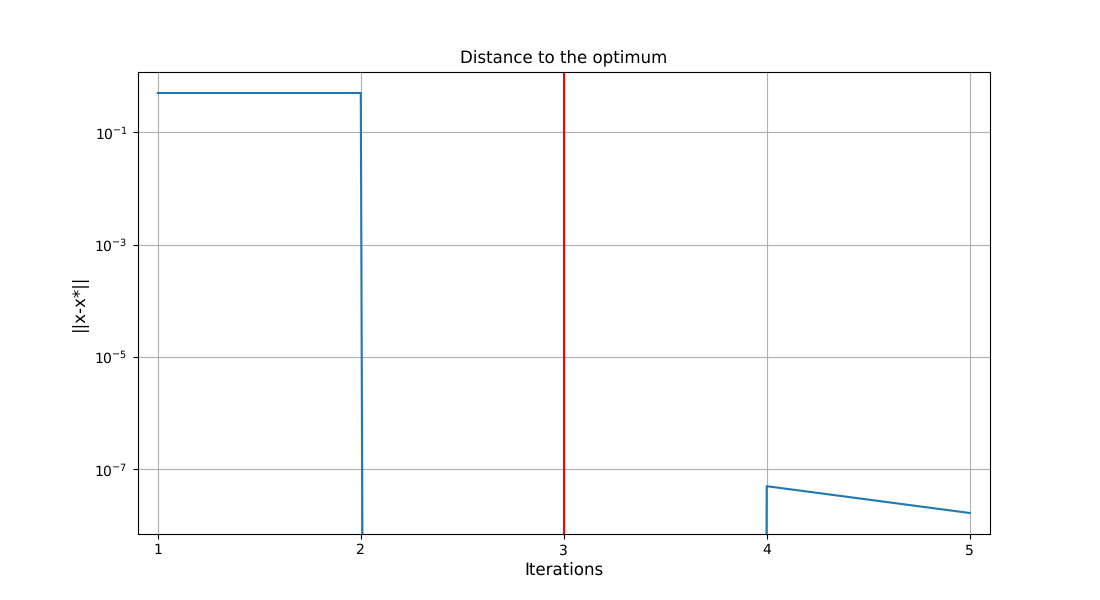 Distance to the optimum
||x-x*||
10⁻¹
10⁻³
10⁻⁵
10⁻⁷
1 2 3 4 5
Iterations